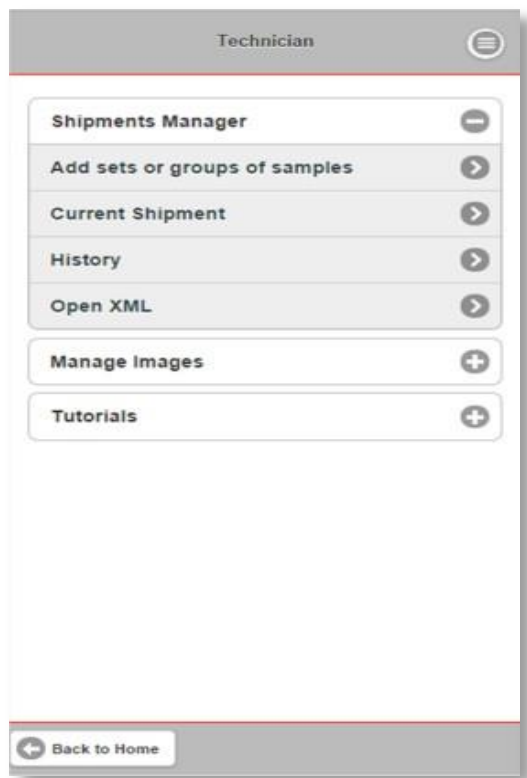 Technician
Shipments Manager
Add sets or groups of samples
Current Shipment
History
Open XML
Manage Images
Tutorials
Back to Home